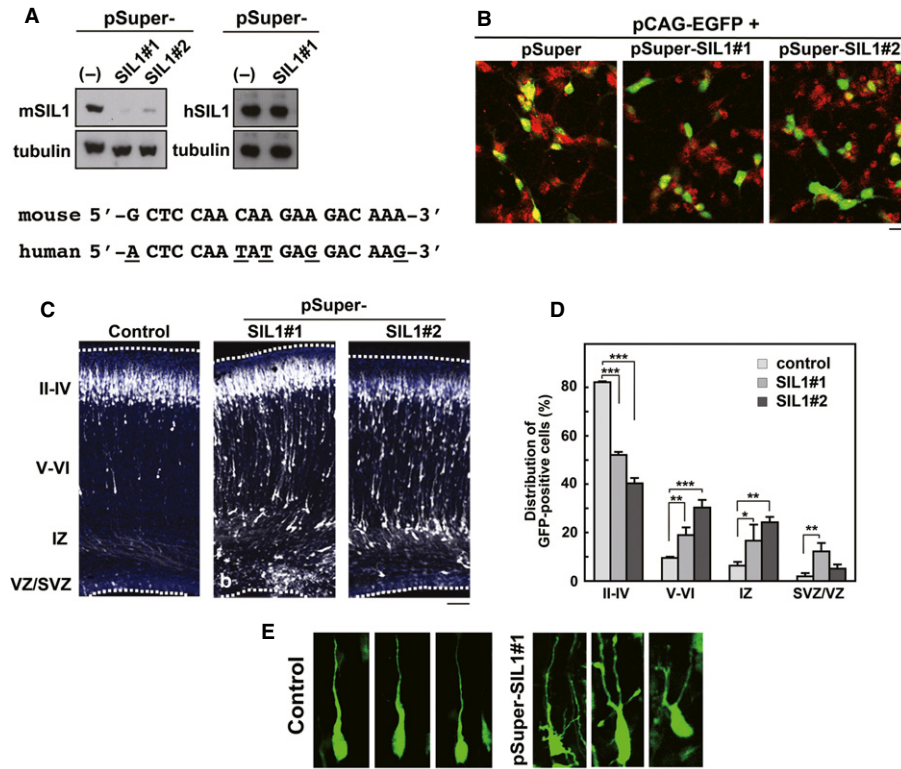 A
pSuper-
(–) SIL1#1 SIL1#2
mSIL1
tubulin
(–) SIL1#1
hSIL1
tubulin
mouse 5′–G CTC CAA CAA GAA GAC AAA–3′
human 5′–A CTC CAA TAT GAG GAC AAG–3′
B
pCAG-EGFP +
pSuper pSuper-SIL1#1 pSuper-SIL1#2
C
pSuper-
Control SIL1#1 SIL1#2
II-IV
V-VI
IZ
VZ/SVZ
b
D
Distribution of
GFP-positive cells (%)
80
60
40
20
0
control
SIL1#1
SIL1#2
***
***
**
***
*
**
**
II-IV V-VI IZ SVZ/VZ
E
Control
pSuper-SIL1#1